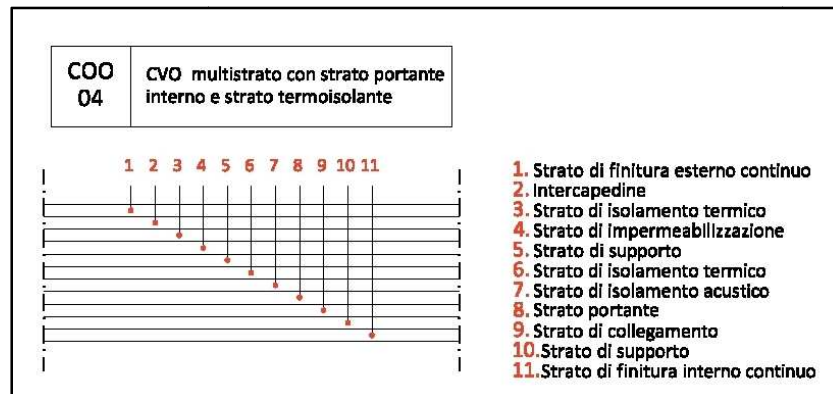 COO
04
CVO multistrato con strato portante
interno e strato termoisolante
1 2 3 4 5 6 7 8 9 10 11
1. Strato di finitura esterno continuo
2. Intercapedine
3. Strato di isolamento termico
4. Strato di impermeabilizzazione
5. Strato di supporto
6. Strato di isolamento termico
7. Strato di isolamento acustico
8. Strato portante
9. Strato di collegamento
10.Strato di supporto
11.Strato di finitura interno continuo